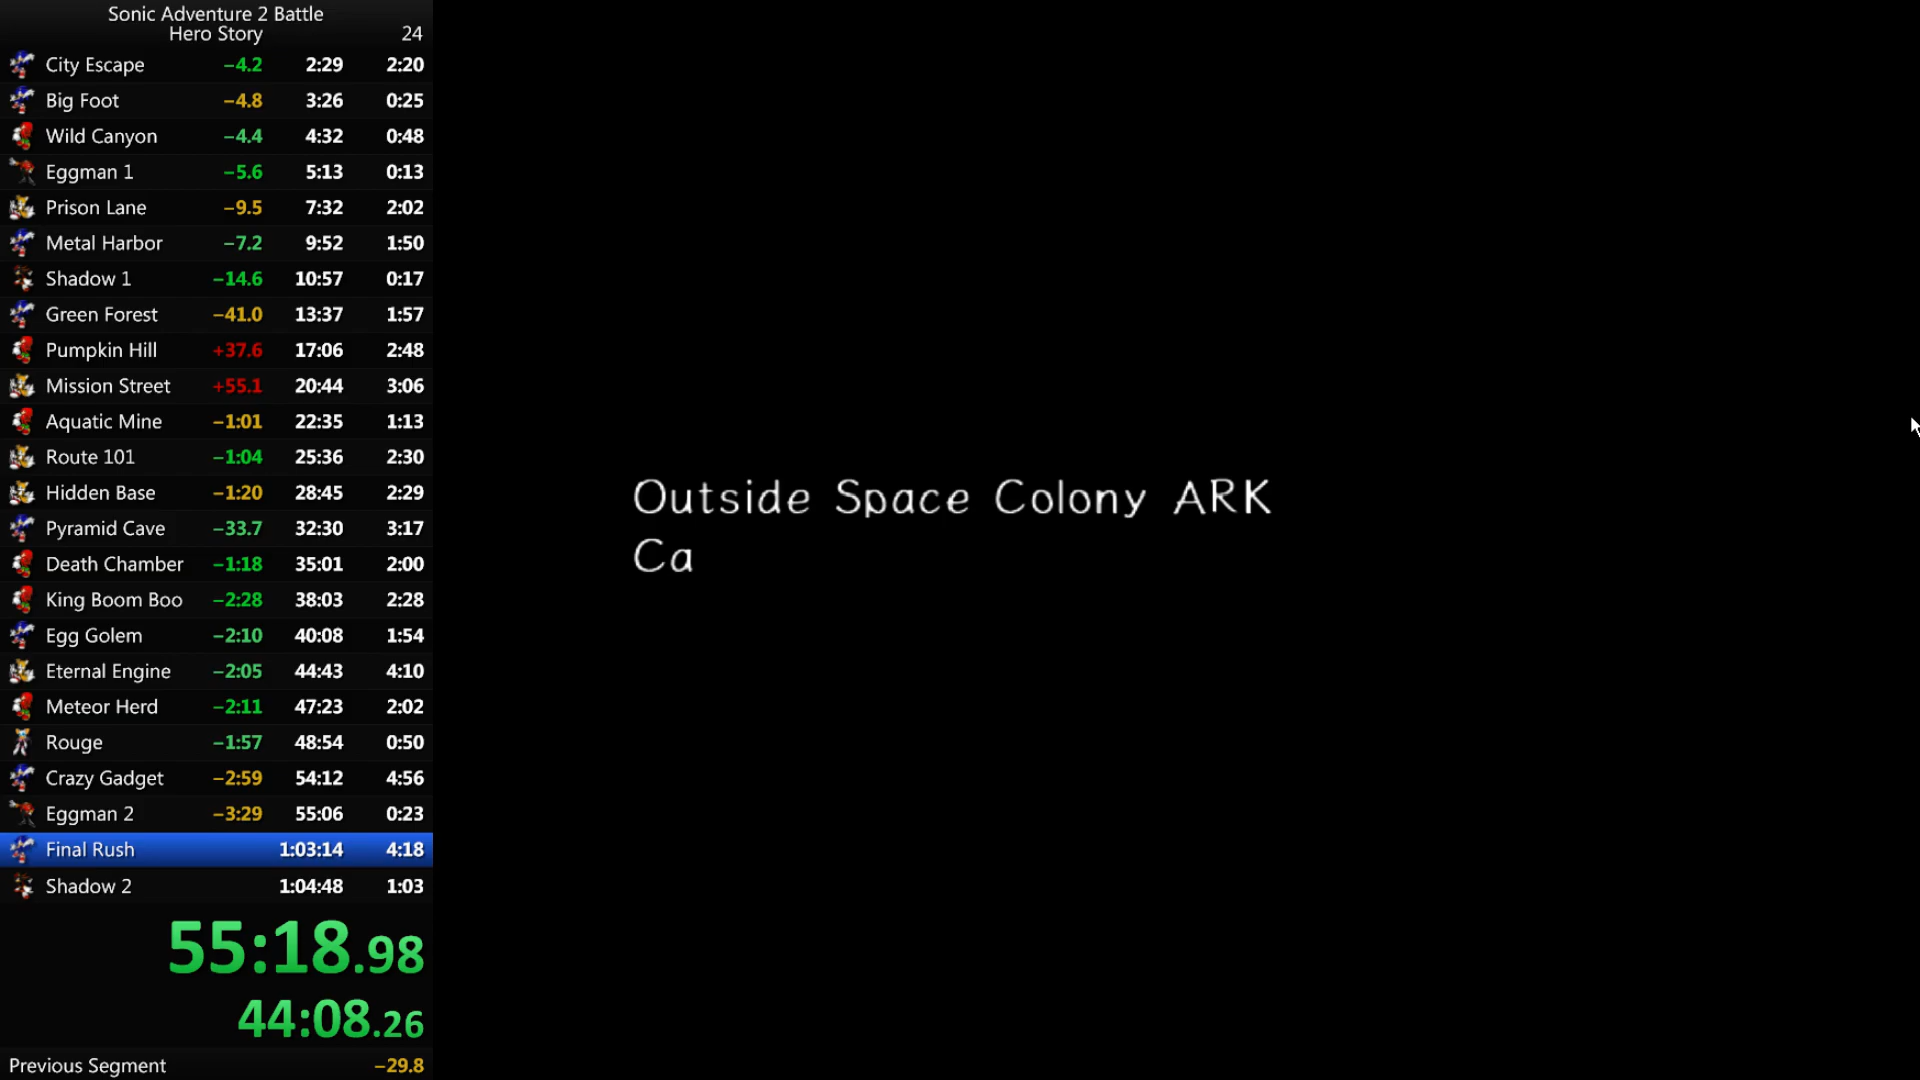 Sonic Adventure 2 Battle
Hero Story 24
City Escape −4.2 2:29 2:20
Big Foot −4.8 3:26 0:25
Wild Canyon −4.4 4:32 0:48
Eggman 1 −5.6 5:13 0:13
Prison Lane −9.5 7:32 2:02
Metal Harbor −7.2 9:52 1:50
Shadow 1 −14.6 10:57 0:17
Green Forest −41.0 13:37 1:57
Pumpkin Hill +37.6 17:06 2:48
Mission Street +55.1 20:44 3:06
Aquatic Mine −1:01 22:35 1:13
Route 101 −1:04 25:36 2:30
Hidden Base −1:20 28:45 2:29
Pyramid Cave −33.7 32:30 3:17
Death Chamber −1:18 35:01 2:00
King Boom Boo −2:28 38:03 2:28
Egg Golem −2:10 40:08 1:54
Eternal Engine −2:05 44:43 4:10
Meteor Herd −2:11 47:23 2:02
Rouge −1:57 48:54 0:50
Crazy Gadget −2:59 54:12 4:56
Eggman 2 −3:29 55:06 0:23
Final Rush 1:03:14 4:18
Shadow 2 1:04:48 1:03
55:18.98
44:08.26
Previous Segment −29.8
Outside Space Colony ARK
Ca